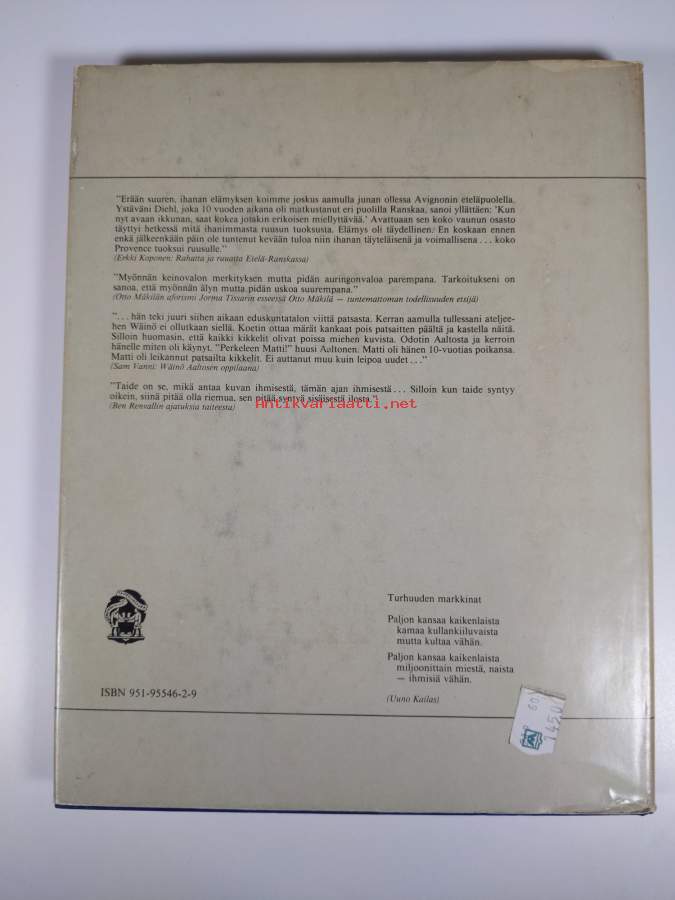 "Erään suuren, ihanan elämyksen koimme joskus aamulla junan ollessa Avignonin eteläpuolella.
Ystäväni Diehl, joka 10 vuoden aikana oli matkustanut eri puolilla Ranskaa, sanoi yllättäen: 'Kun
nyt avaan ikkunan, saat kokea jotakin erikoisen miellyttävää.' Avattuaan sen koko vaunun osasto
täyttyi hetkessä mitä ihanimmasta ruusun tuoksusta. Elämys oli täydellinen. En koskaan ennen
enkä jälkeenkään päin ole tuntenut kevään tuloa niin ihanan täyteläisenä ja voimallisena... koko
Provence tuoksui ruusulle."
(Erkki Koponen: Rahatta ja ruuatta Etelä-Ranskassa)
"Myönnän keinovalon merkityksen mutta pidän auringonvaloa parempana. Tarkoitukseni on
sanoa, että myönnän älyn mutta pidän uskoa suurempana."
(Otto Mäkilän aforismi Jorma Tissarin esseessä Otto Mäkilä — tuntemattoman todellisuuden etsijä)
"... hän teki juuri siihen aikaan eduskuntatalon viittä patsasta. Kerran aamulla tullessani ateljee-
hen Wäinö ei ollutkaan siellä. Koetin ottaa märät kankaat pois patsaitten päältä ja kastella näitä.
Silloin huomasin, että kaikki kikkelit olivat poissa miehen kuvista. Odotin Aaltosta ja kerroin
hänelle miten oli käynyt. "Perkeleen Matti!" huusi Aaltonen. Matti oli hänen 10-vuotias poikansa.
Matti oli leikannut patsailta kikkelit. Ei auttanut muu kuin leipoa uudet..."
(Sam Vanni: Wäinö Aaltosen oppilaana)
"Taide on se, mikä antaa kuvan ihmisestä, tämän ajan ihmisestä... Silloin kun taide syntyy
oikein, siinä pitää olla riemua, sen pitää syntyä sisäisestä ilosta."
(Ben Renvallin ajatuksia taiteesta)
Antikvariaatti.net
Turhuuden markkinat
Paljon kansaa kaikenlaista
kamaa kullankiiluvaista
mutta kultaa vähän.
Paljon kansaa kaikenlaista
miljoonittain miestä, naista
— ihmisiä vähän.
(Uuno Kailas)
ISBN 951-95546-2-9